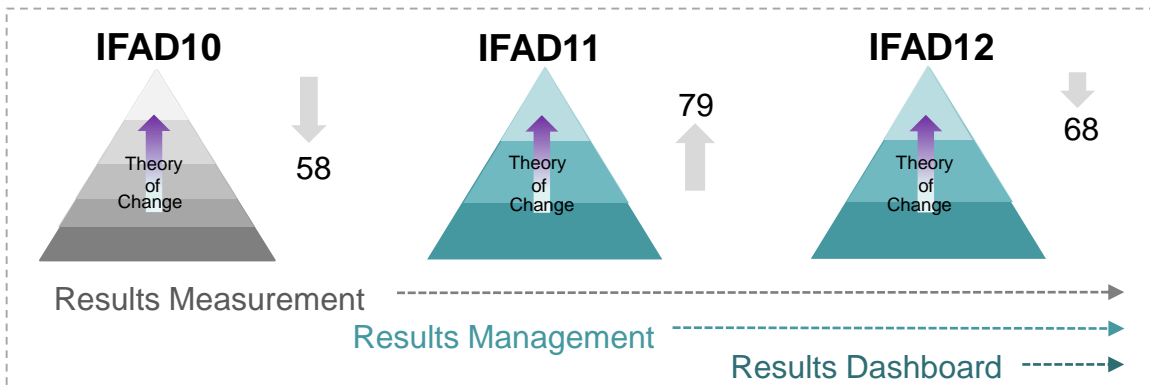 IFAD10
IFAD11
IFAD12
58
79
68
Theory
of
Change
Theory
of
Change
Theory
of
Change
Results Measurement
Results Management
Results Dashboard